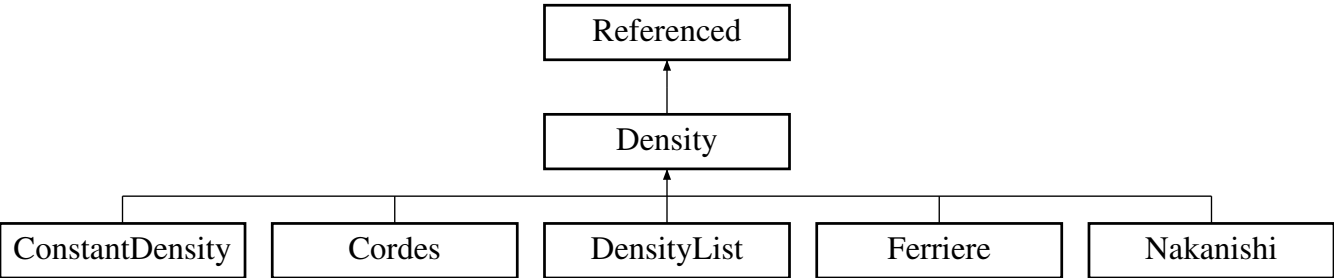 Referenced
Density
ConstantDensity
Cordes
DensityList
Ferriere
Nakanishi